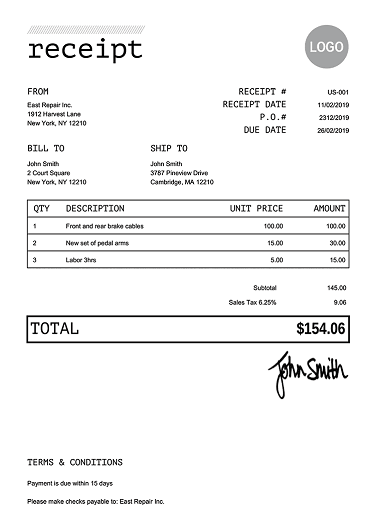 receipt
LOGO
FROM
East Repair Inc.
1912 Harvest Lane
New York, NY 12210
RECEIPT # US-001
RECEIPT DATE 11/02/2019
P.O.# 2312/2019
DUE DATE 26/02/2019
BILL TO
John Smith
2 Court Square
New York, NY 12210
SHIP TO
John Smith
3787 Pineview Drive
Cambridge, MA 12210
QTY DESCRIPTION UNIT PRICE AMOUNT
1 Front and rear brake cables 100.00 100.00
2 New set of pedal arms 15.00 30.00
3 Labor 3hrs 5.00 15.00
Subtotal 145.00
Sales Tax 6.25% 9.06
TOTAL $154.06
John Smith
TERMS & CONDITIONS
Payment is due within 15 days
Please make checks payable to: East Repair Inc.